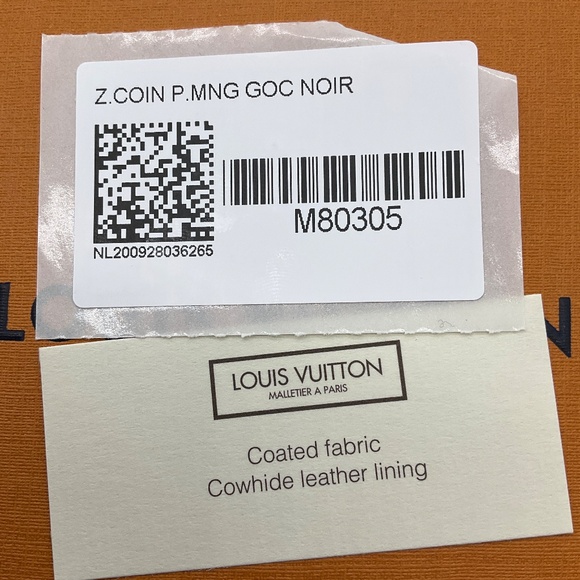 Z.COIN P.MNG GOC NOIR
M80305
NL200928036265
LOUIS VUITTON
MALLETIER A PARIS
Coated fabric
Cowhide leather lining